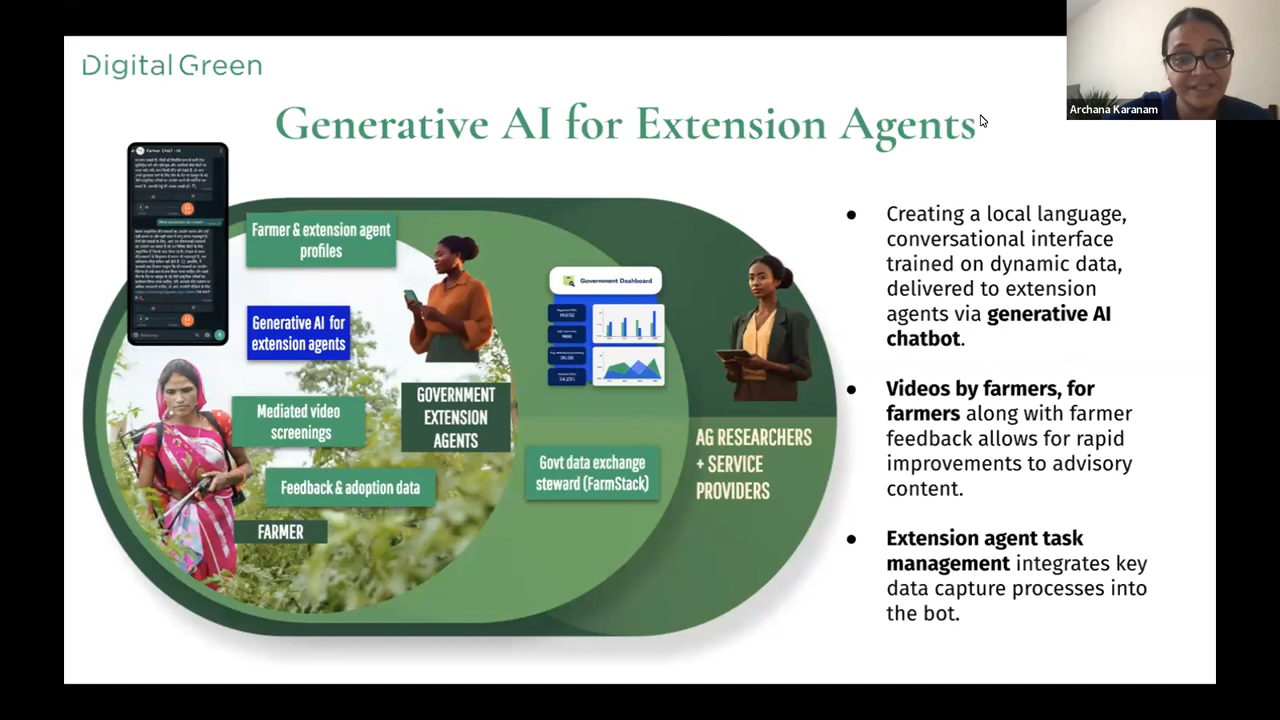 Digital Green
Archana Karanam
Generative AI for Extension Agents
Farmer & extension agent
profiles
Generative AI for
extension agents
Mediated video
screenings
Feedback & adoption data
FARMER
GOVERNMENT
EXTENSION
AGENTS
Government Dashboard
Govt data exchange
steward (FarmStack)
AG RESEARCHERS
+ SERVICE
PROVIDERS
● Creating a local language,
conversational interface
trained on dynamic data,
delivered to extension
agents via generative AI
chatbot.
● Videos by farmers, for
farmers along with farmer
feedback allows for rapid
improvements to advisory
content.
● Extension agent task
management integrates key
data capture processes into
the bot.